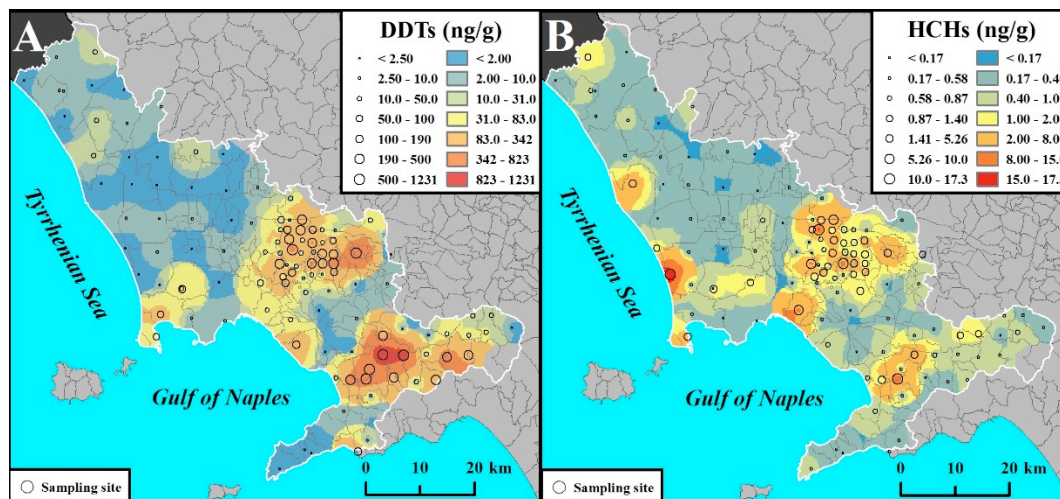 A
DDTs (ng/g)
< 2.50 < 2.00
2.50 - 10.0 2.00 - 10.0
10.0 - 50.0 10.0 - 31.0
50.0 - 100 31.0 - 83.0
100 - 190 83.0 - 342
190 - 500 342 - 823
500 - 1231 823 - 1231
Tyrrhenian Sea
Gulf of Naples
Sampling site
0 10 20 km
B
HCHs (ng/g)
< 0.17 < 0.17
0.17 - 0.58 0.17 - 0.4
0.58 - 0.87 0.40 - 1.0
0.87 - 1.40 1.00 - 2.0
1.41 - 5.26 2.00 - 8.0
5.26 - 10.0 8.00 - 15.
10.0 - 17.3 15.0 - 17.
Tyrrhenian Sea
Gulf of Naples
Sampling site
0 10 20 km